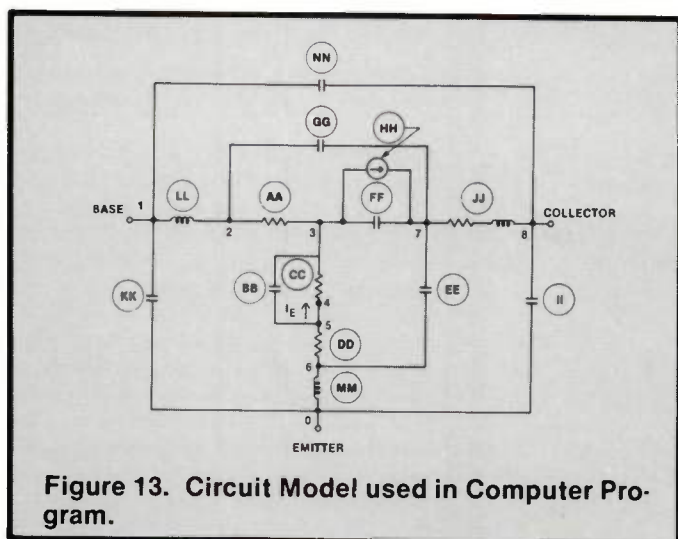 NN
GG
HH
1
LL
AA
FF
JJ
BASE
COLLECTOR
2
3
7
8
KK
BB
CC
EE
II
4
I_E ↑
5
DD
6
MM
0
EMITTER
Figure 13. Circuit Model used in Computer Pro-
gram.